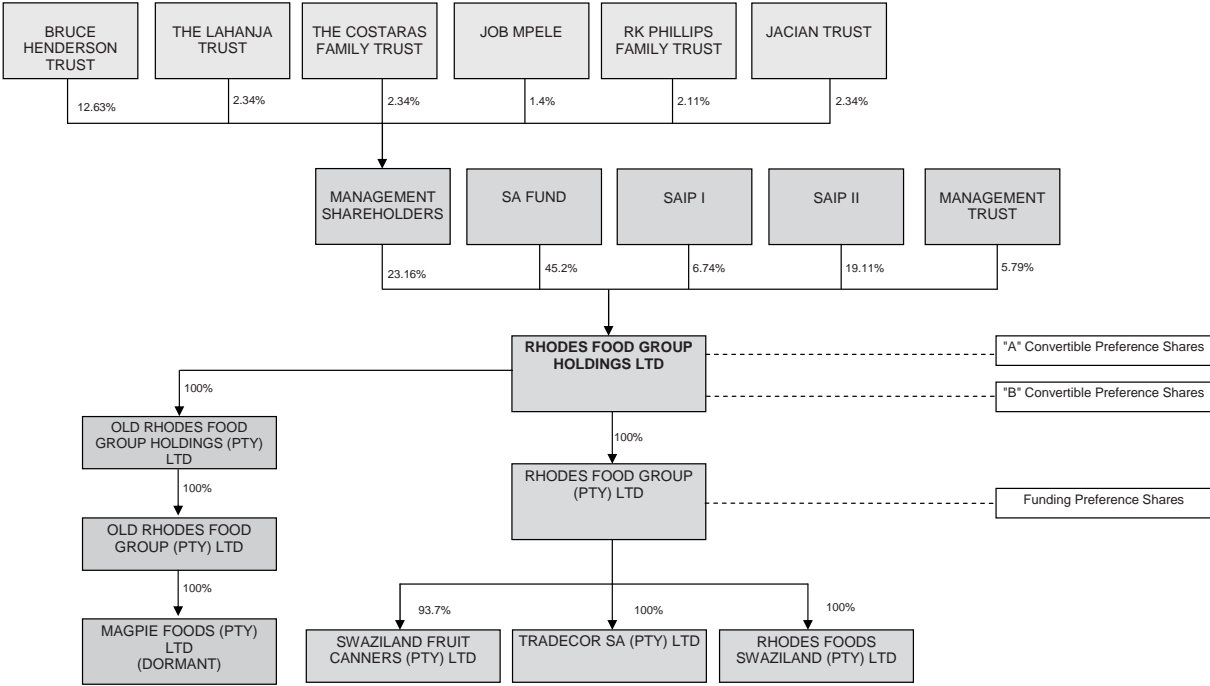 BRUCE
HENDERSON
TRUST
THE LAHANJA
TRUST
THE COSTARAS
FAMILY TRUST
JOB MPELE
RK PHILLIPS
FAMILY TRUST
JACIAN TRUST
12.63%
2.34%
2.34%
1.4%
2.11%
2.34%
MANAGEMENT
SHAREHOLDERS
SA FUND
SAIP I
SAIP II
MANAGEMENT
TRUST
23.16%
45.2%
6.74%
19.11%
5.79%
RHODES FOOD GROUP
HOLDINGS LTD
"A" Convertible Preference Shares
"B" Convertible Preference Shares
100%
OLD RHODES FOOD
GROUP HOLDINGS (PTY)
LTD
100%
RHODES FOOD GROUP
(PTY) LTD
Funding Preference Shares
100%
OLD RHODES FOOD
GROUP (PTY) LTD
100%
93.7%
100%
100%
MAGPIE FOODS (PTY)
LTD
(DORMANT)
SWAZILAND FRUIT
CANNERS (PTY) LTD
TRADECOR SA (PTY) LTD
RHODES FOODS
SWAZILAND (PTY) LTD